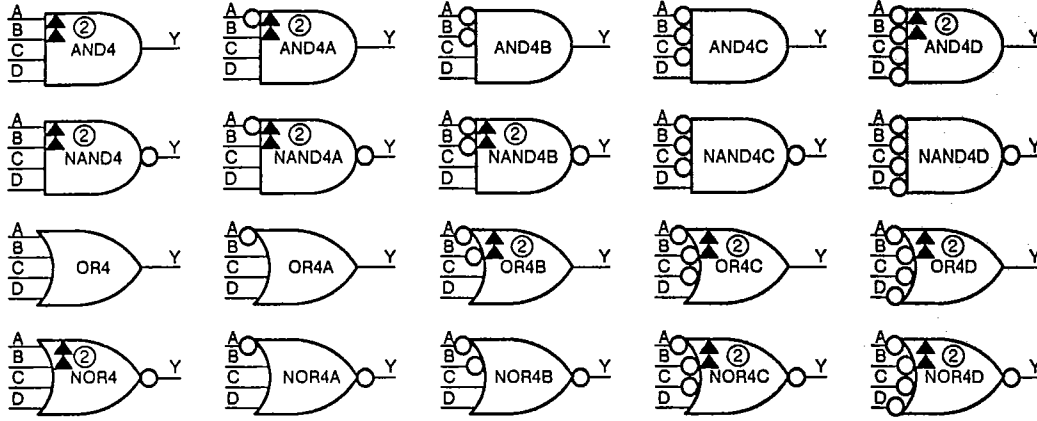 A B C D ② AND4 Y
A B C D ② AND4A Y
A B C D AND4B Y
A B C D AND4C Y
A B C D ② AND4D Y
A B C D ② NAND4 Y
A B C D ② NAND4A Y
A B C D ② NAND4B Y
A B C D NAND4C Y
A B C D NAND4D Y
A B C D OR4 Y
A B C D OR4A Y
A B C D ② OR4B Y
A B C D ② OR4C Y
A B C D ② OR4D Y
A B C D ② NOR4 Y
A B C D NOR4A Y
A B C D NOR4B Y
A B C D ② NOR4C Y
A B C D ② NOR4D Y